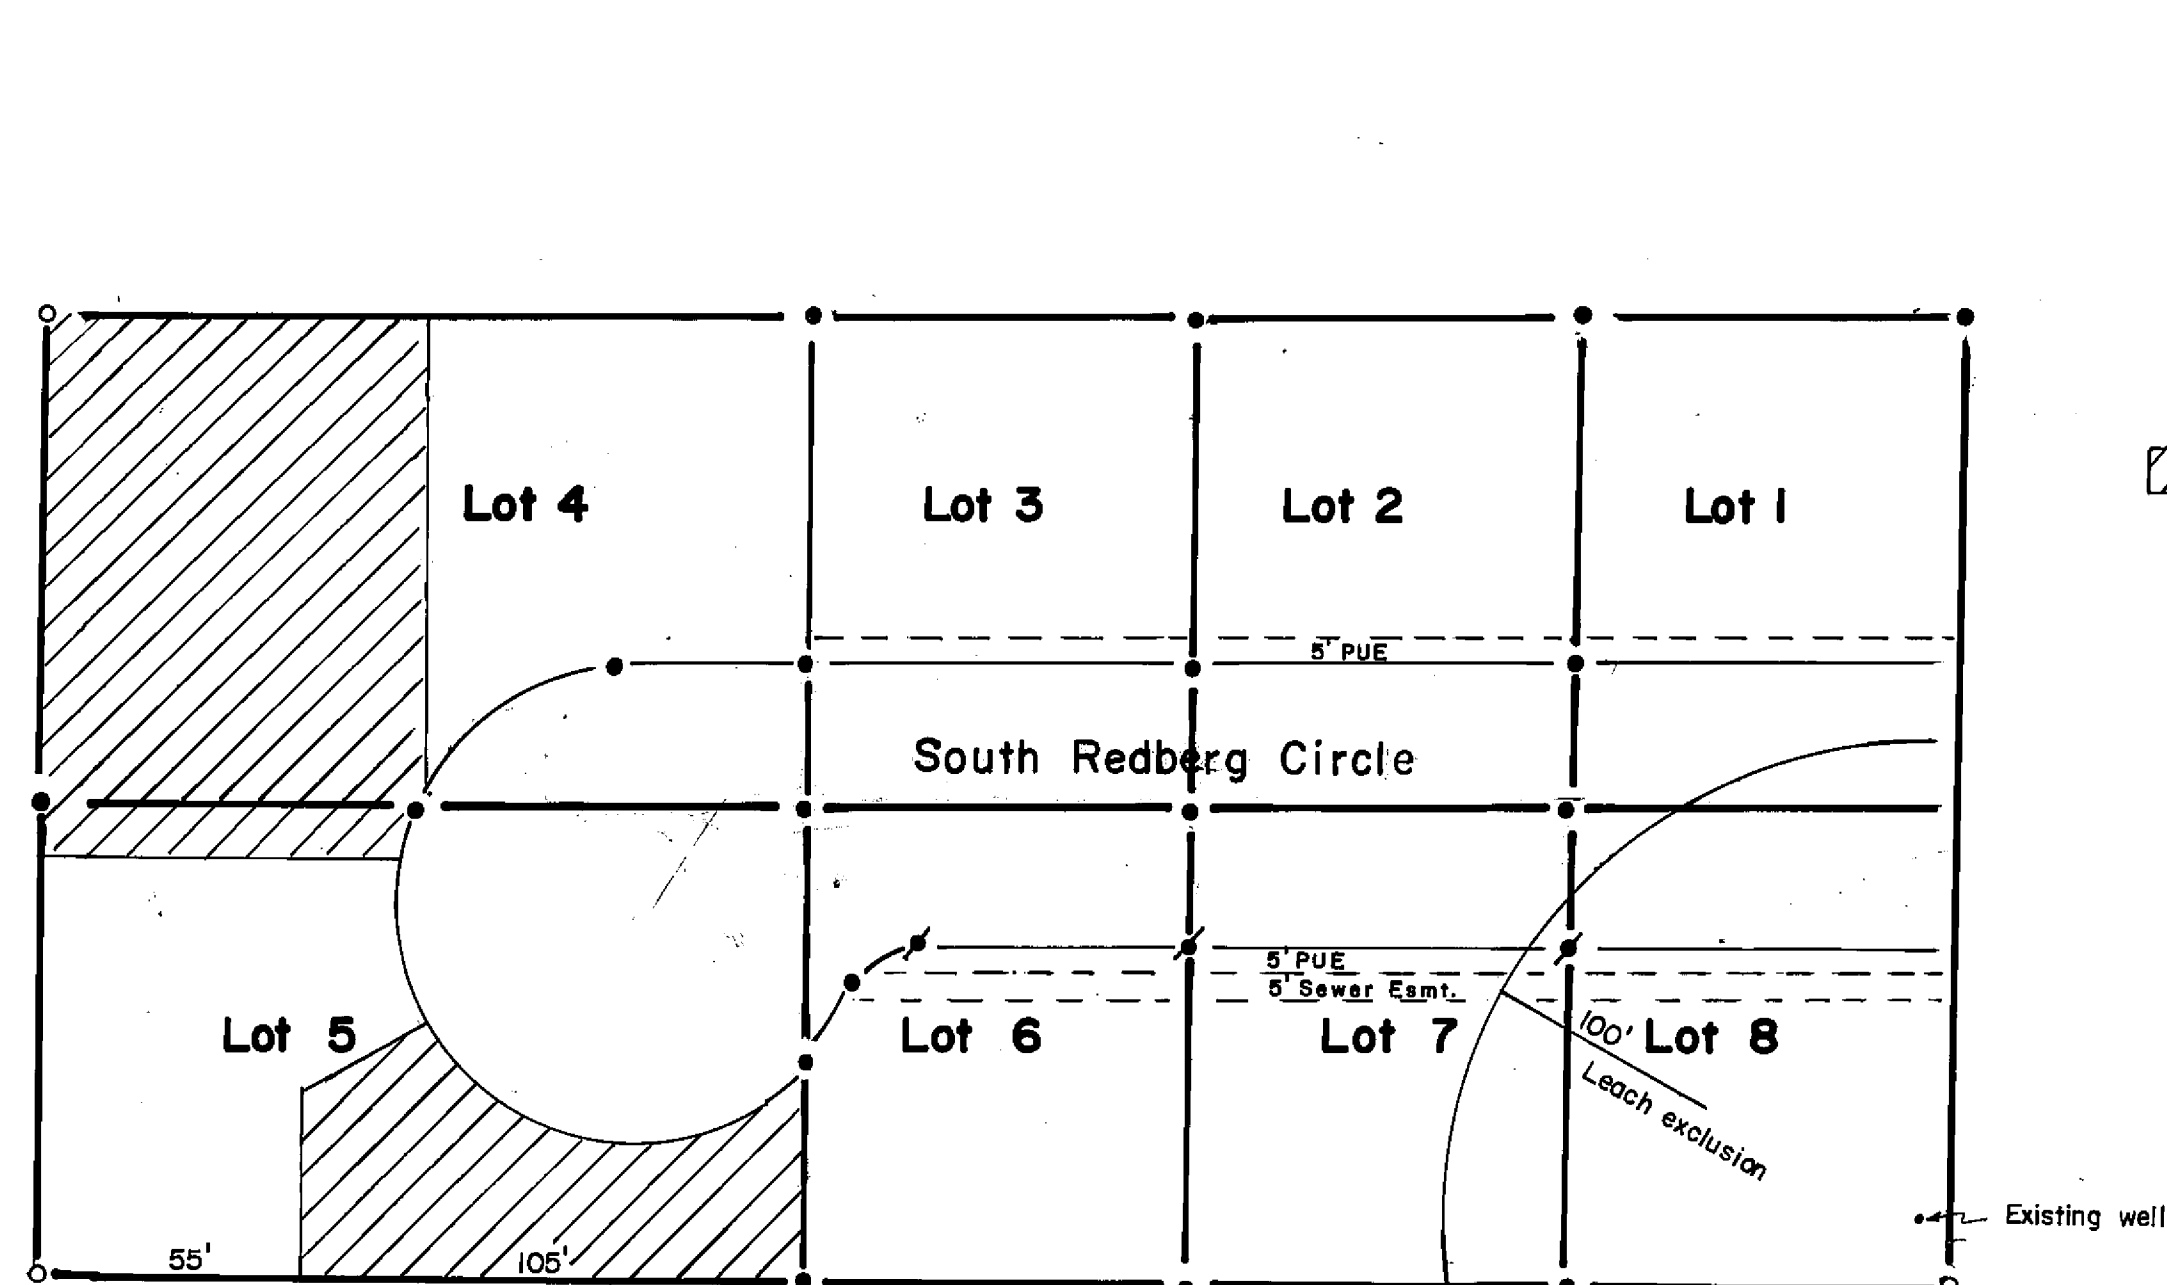 Lot 4
Lot 3
Lot 2
Lot 1
5' PUE
South Redberg Circle
5' PUE
5' Sewer Esmt.
Lot 5
Lot 6
Lot 7
100'
Lot 8
Leach exclusion
Existing well
55'
105'